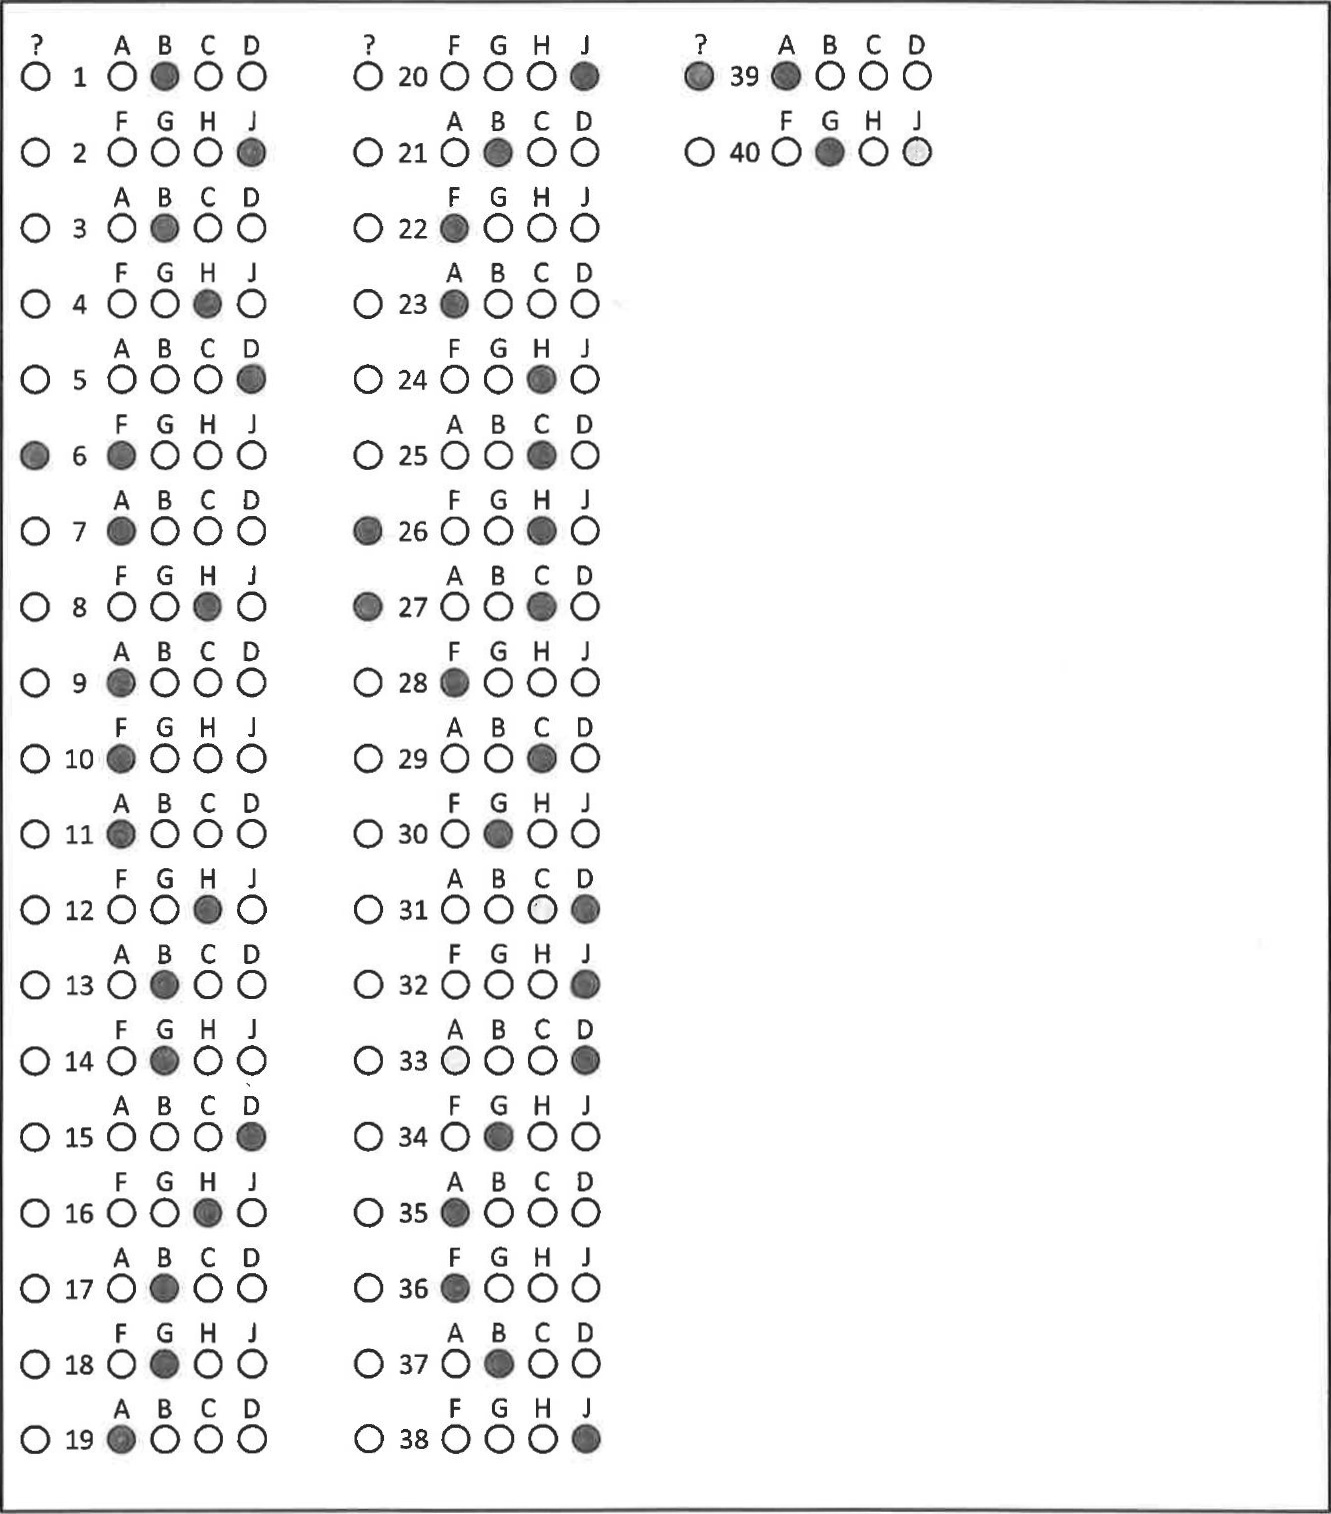 ? A B C D
1
F G H J
2
A B C D
3
F G H J
4
A B C D
5
F G H J
6
A B C D
7
F G H J
8
A B C D
9
F G H J
10
A B C D
11
F G H J
12
A B C D
13
F G H J
14
A B C D
15
F G H J
16
A B C D
17
F G H J
18
A B C D
19
? F G H J
20
A B C D
21
F G H J
22
A B C D
23
F G H J
24
A B C D
25
F G H J
26
A B C D
27
F G H J
28
A B C D
29
F G H J
30
A B C D
31
F G H J
32
A B C D
33
F G H J
34
A B C D
35
F G H J
36
A B C D
37
F G H J
38
? A B C D
39
F G H J
40